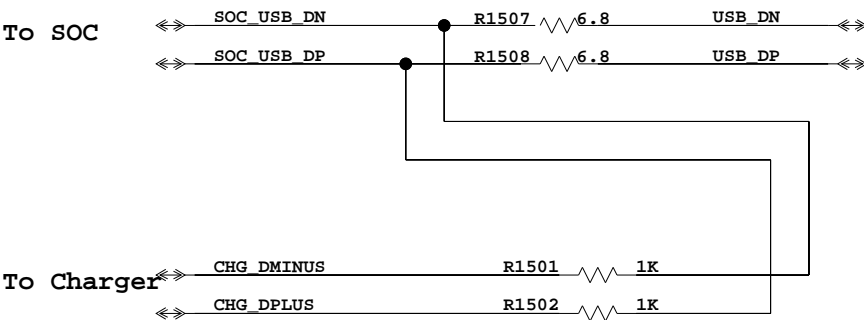 SOC_USB_DN R1507 6.8 USB_DN
To SOC
SOC_USB_DP R1508 6.8 USB_DP
CHG_DMINUS R1501 1K
To Charger
CHG_DPLUS R1502 1K